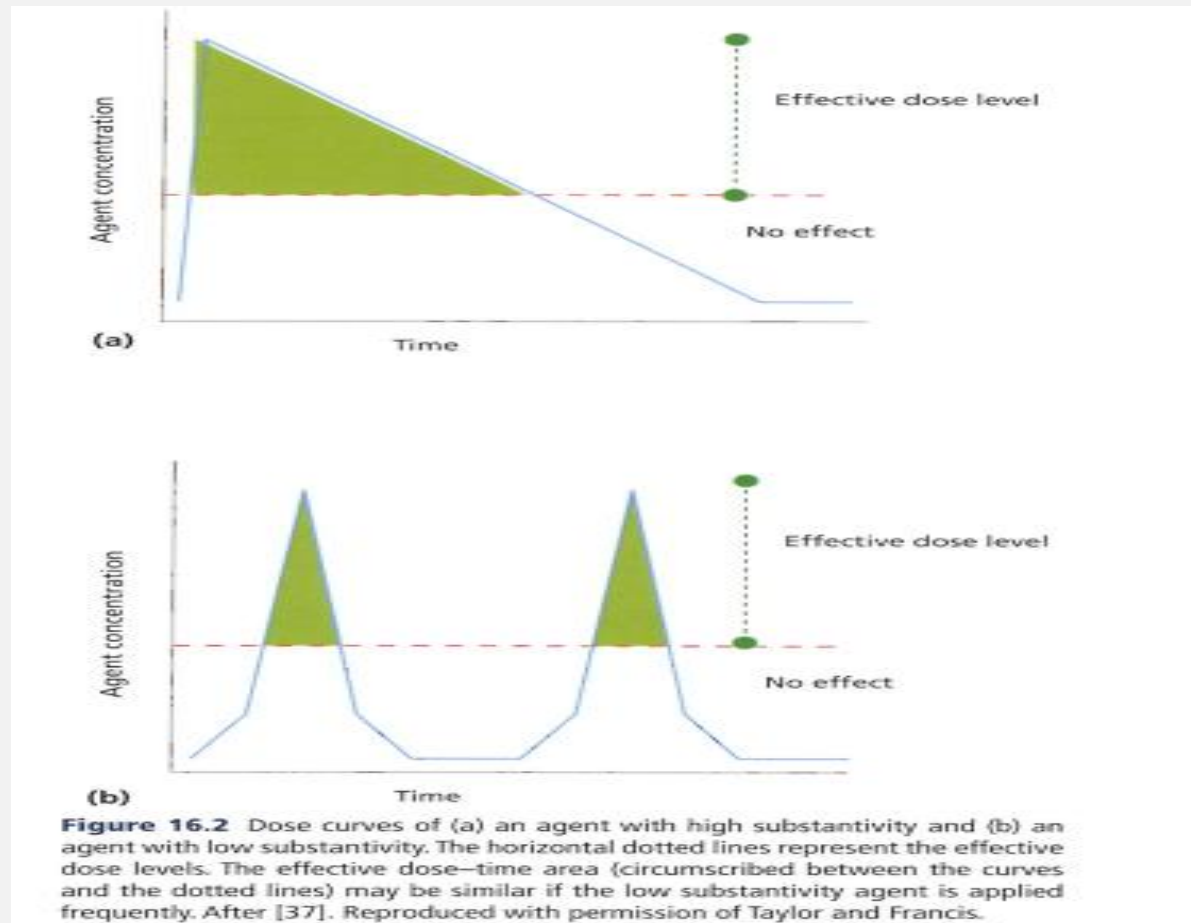 Agent concentration
Effective dose level
No effect
(a)
Time
Agent concentration
Effective dose level
No effect
(b)
Time
Figure 16.2 Dose curves of (a) an agent with high substantivity and (b) an
agent with low substantivity. The horizontal dotted lines represent the effective
dose levels. The effective dose–time area (circumscribed between the curves
and the dotted lines) may be similar if the low substantivity agent is applied
frequently. After [37]. Reproduced with permission of Taylor and Francis.